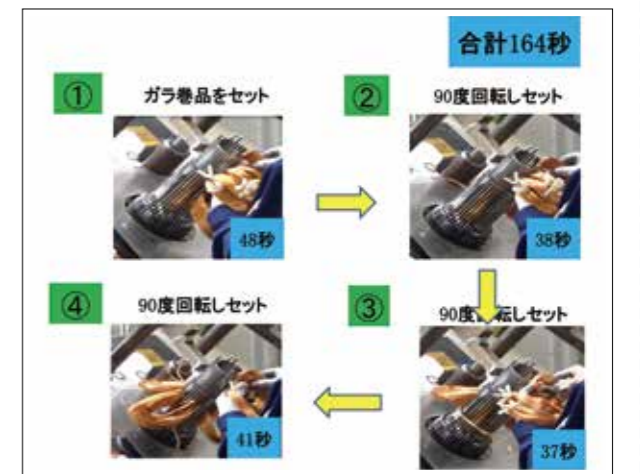 合計164秒
① ガラ巻品をセット
48秒
② 90度回転しセット
38秒
③ 90度 転しセット
37秒
④ 90度回転しセット
41秒